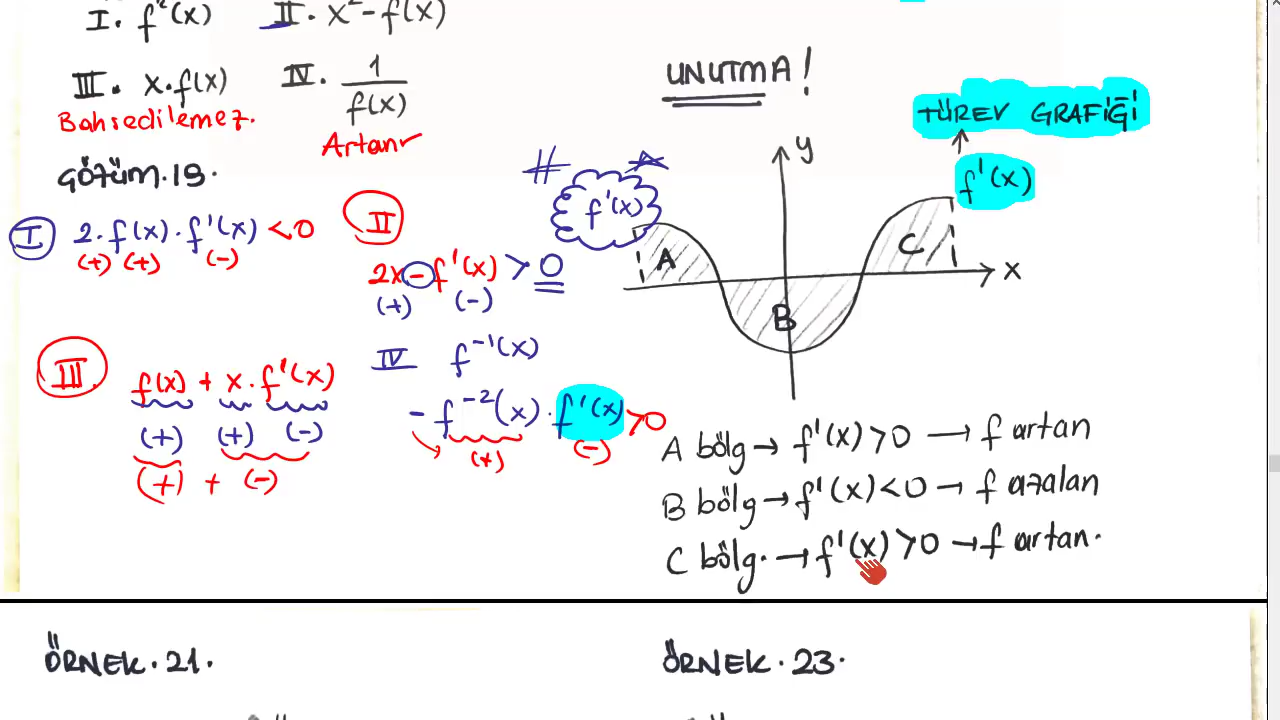 I. f²(x) II. x² - f(x)
III. x.f(x) IV. 1/f(x)
Bahsedilemez.
Artandır
ÇÖZÜM.19.
I 2.f(x).f'(x) < 0
(+) (+) (-)
II
2x - f'(x) > 0
(+) (-)
III f(x) + x.f'(x)
(+) (+) (-)
(+) + (-)
IV f⁻¹(x)
-f⁻²(x).f'(x) > 0
(+) (-)
UNUTMA!
TÜREV GRAFİĞİ
f'(x)
f'(x)
y
x
A
B
C
A bölg → f'(x) > 0 → f artan
B bölg → f'(x) < 0 → f azalan
C bölg. → f'(x) > 0 → f artan.
ÖRNEK.21.
ÖRNEK.23.